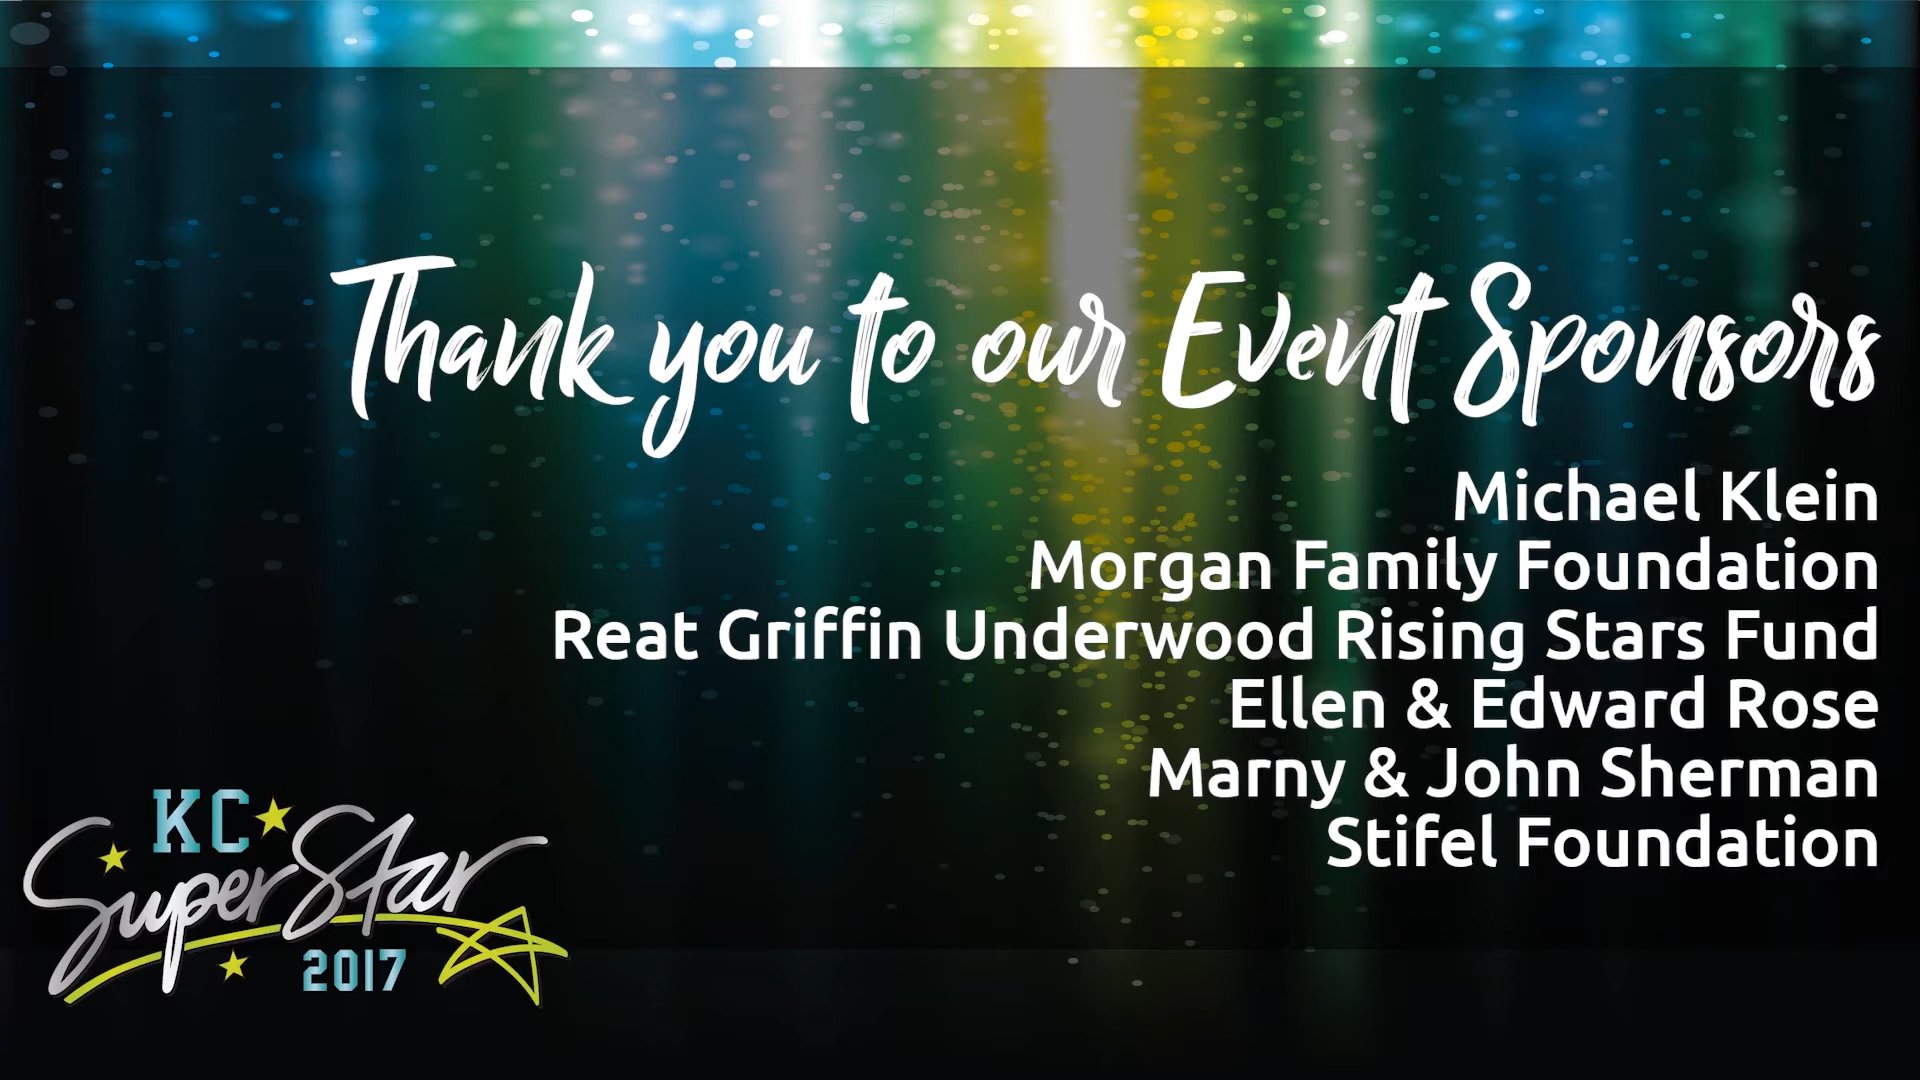 Thank you to our Event Sponsors
Michael Klein
Morgan Family Foundation
Reat Griffin Underwood Rising Stars Fund
Ellen & Edward Rose
Marny & John Sherman
Stifel Foundation
KC
SuperStar
2017